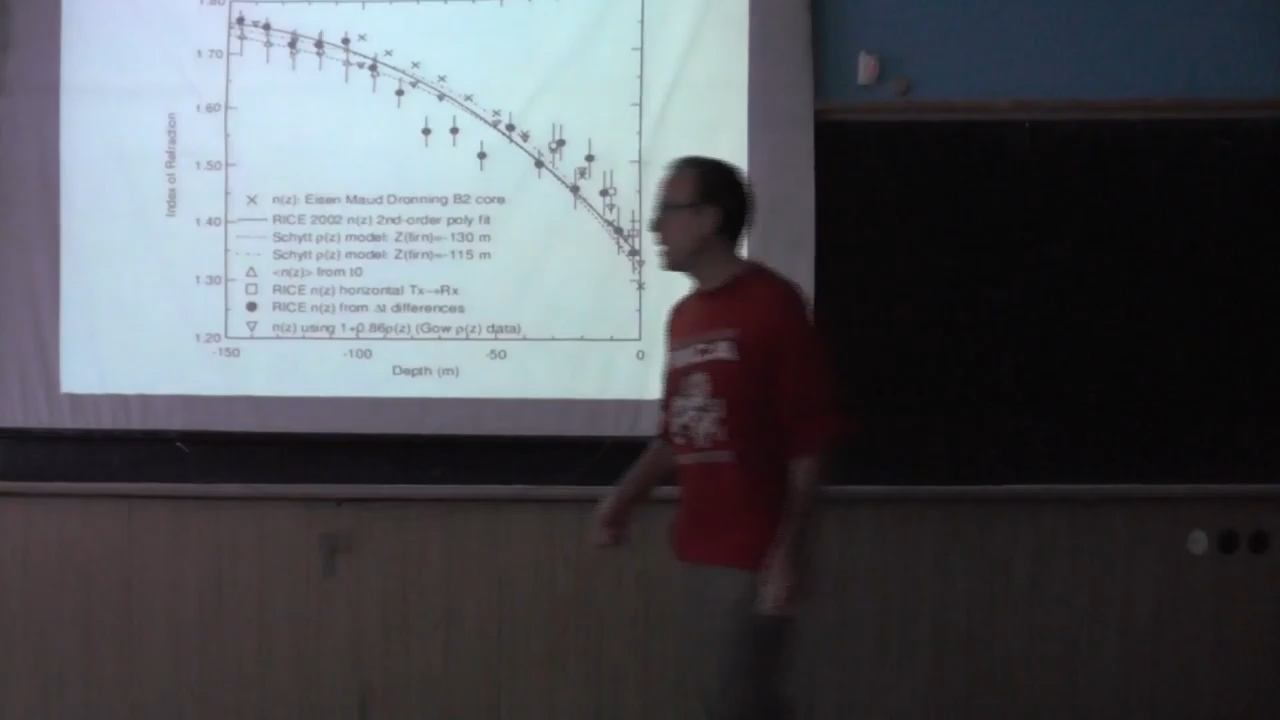 1.80
1.70
1.60
1.50
1.40
1.30
1.20
Index of Refraction
n(z): Eisen Maud Dronning B2 core
RICE 2002 n(z) 2nd-order poly fit
Schytt ρ(z) model: Z(firn)=-130 m
Schytt ρ(z) model: Z(firn)=-115 m
<n(z)> from t0
RICE n(z) horizontal Tx→Rx
RICE n(z) from Δt differences
n(z) using 1+0.86ρ(z) (Gow ρ(z) data)
-150 -100 -50 0
Depth (m)